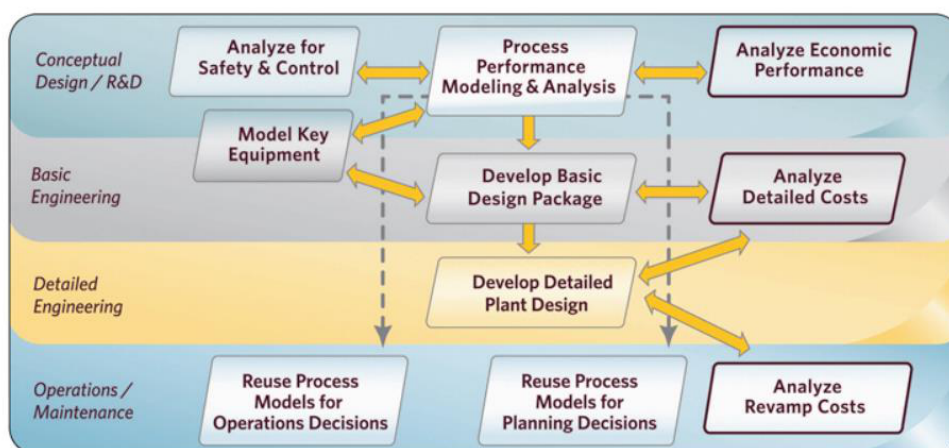 Conceptual
Design / R&D
Analyze for
Safety & Control
Process
Performance
Modeling & Analysis
Analyze Economic
Performance
Model Key
Equipment
Basic
Engineering
Develop Basic
Design Package
Analyze
Detailed Costs
Detailed
Engineering
Develop Detailed
Plant Design
Operations /
Maintenance
Reuse Process
Models for
Operations Decisions
Reuse Process
Models for
Planning Decisions
Analyze
Revamp Costs